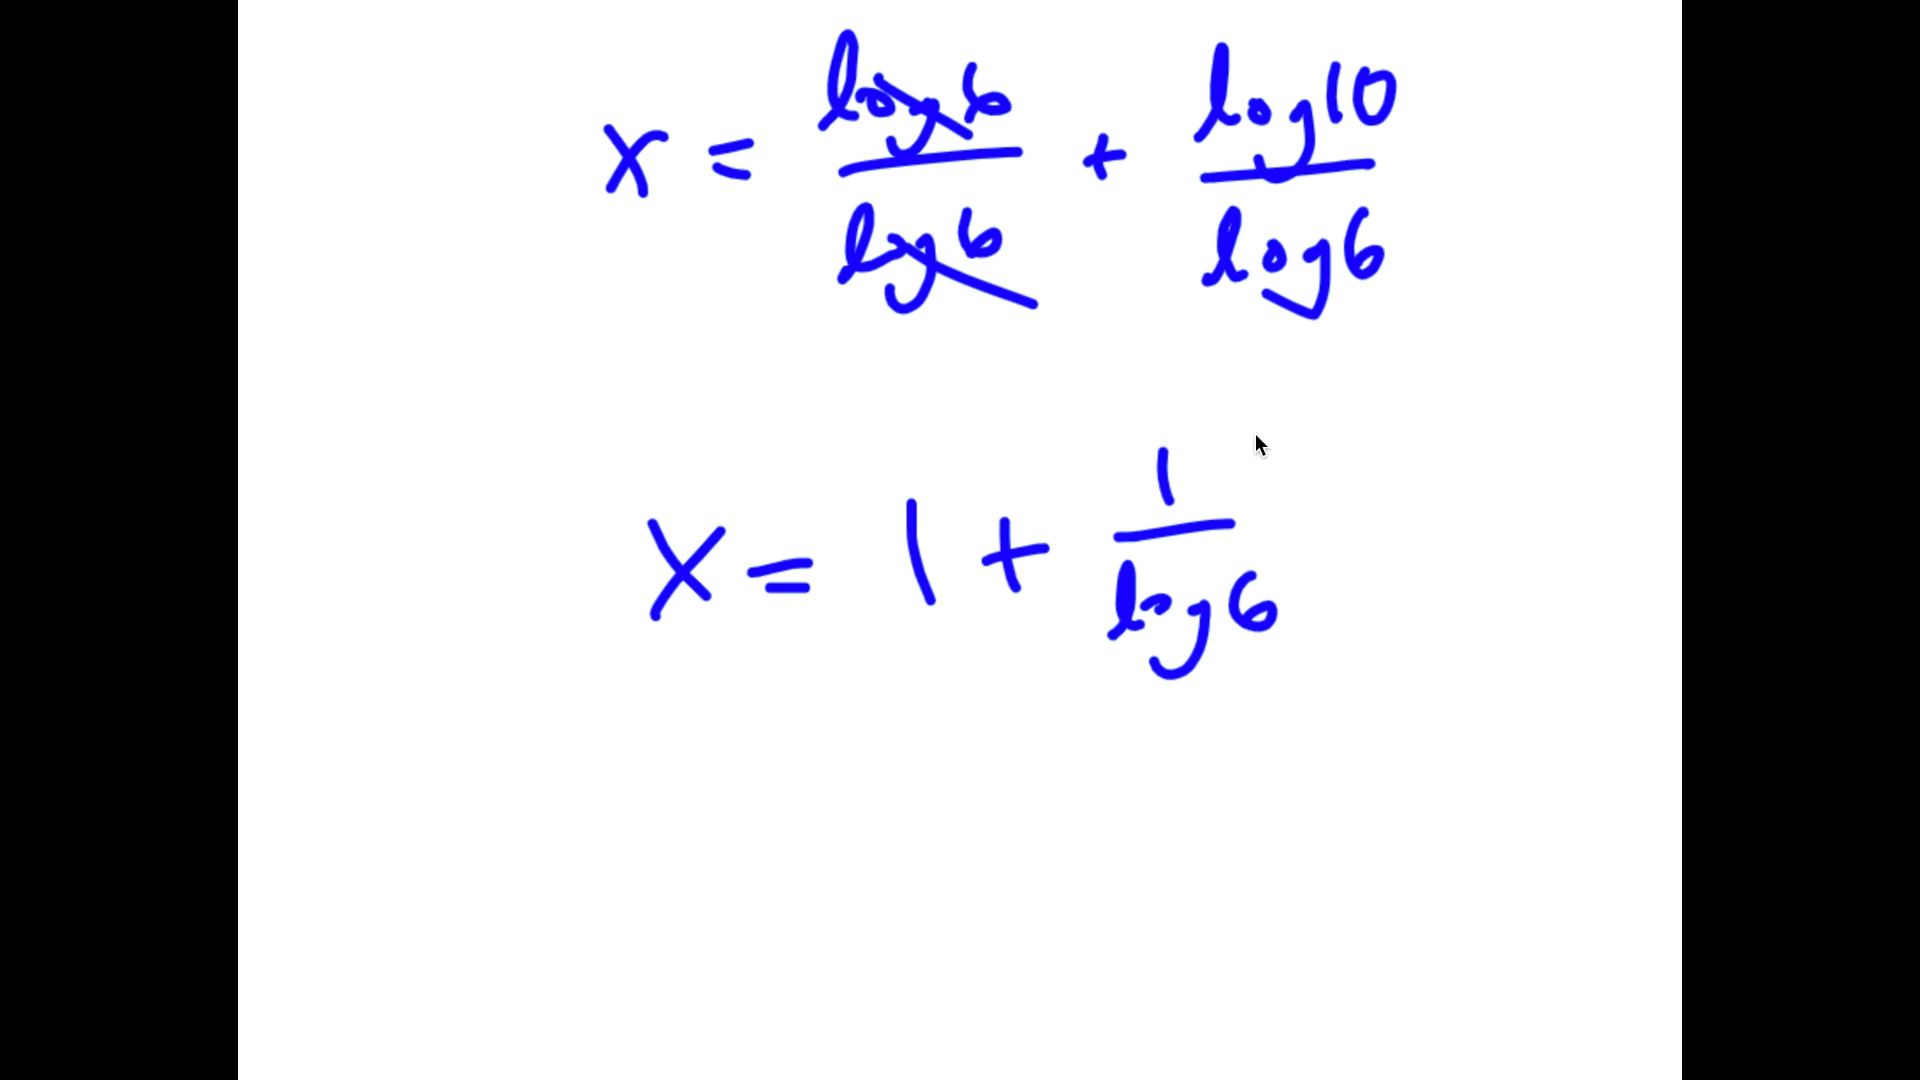 x = log6/log6 + log10/log6
x = 1 + 1/log6